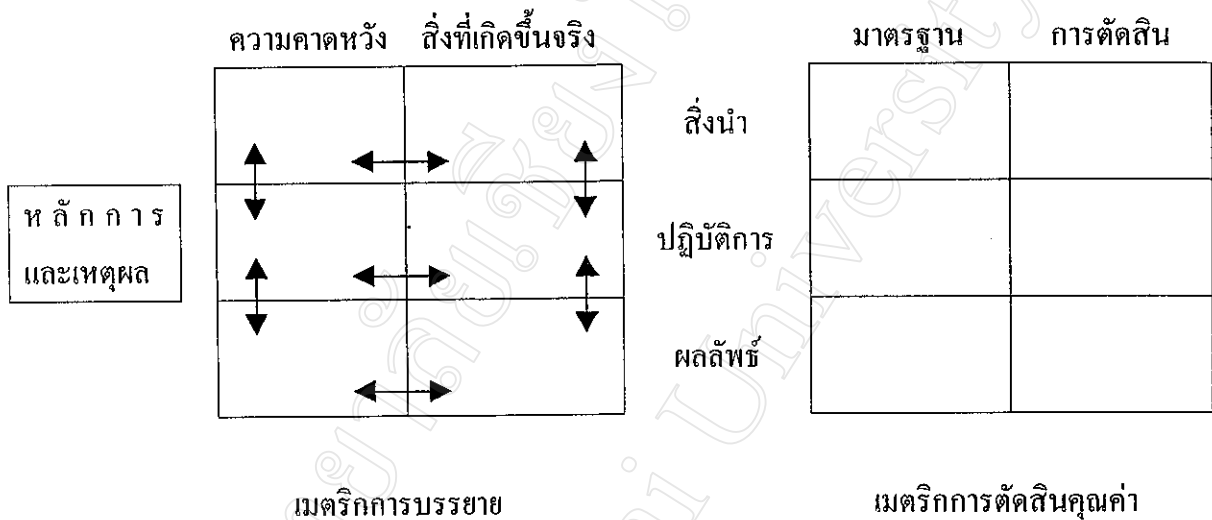 ความคาดหวัง สิ่งที่เกิดขึ้นจริง มาตรฐาน การตัดสิน
สิ่งนำ
ห ลั ก ก า ร
และเหตุผล
ปฏิบัติการ
ผลลัพธ์
เมตริกการบรรยาย เมตริกการตัดสินคุณค่า